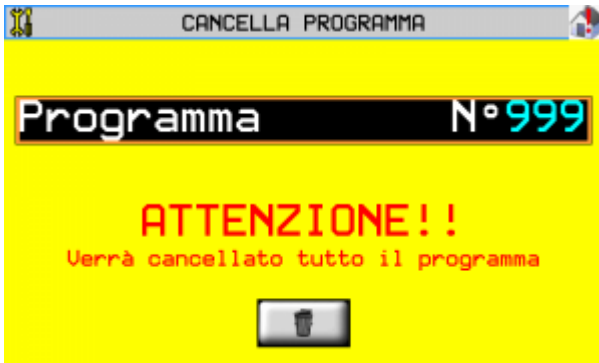 CANCELLA PROGRAMMA
Programma N°999
ATTENZIONE!!
Verrà cancellato tutto il programma